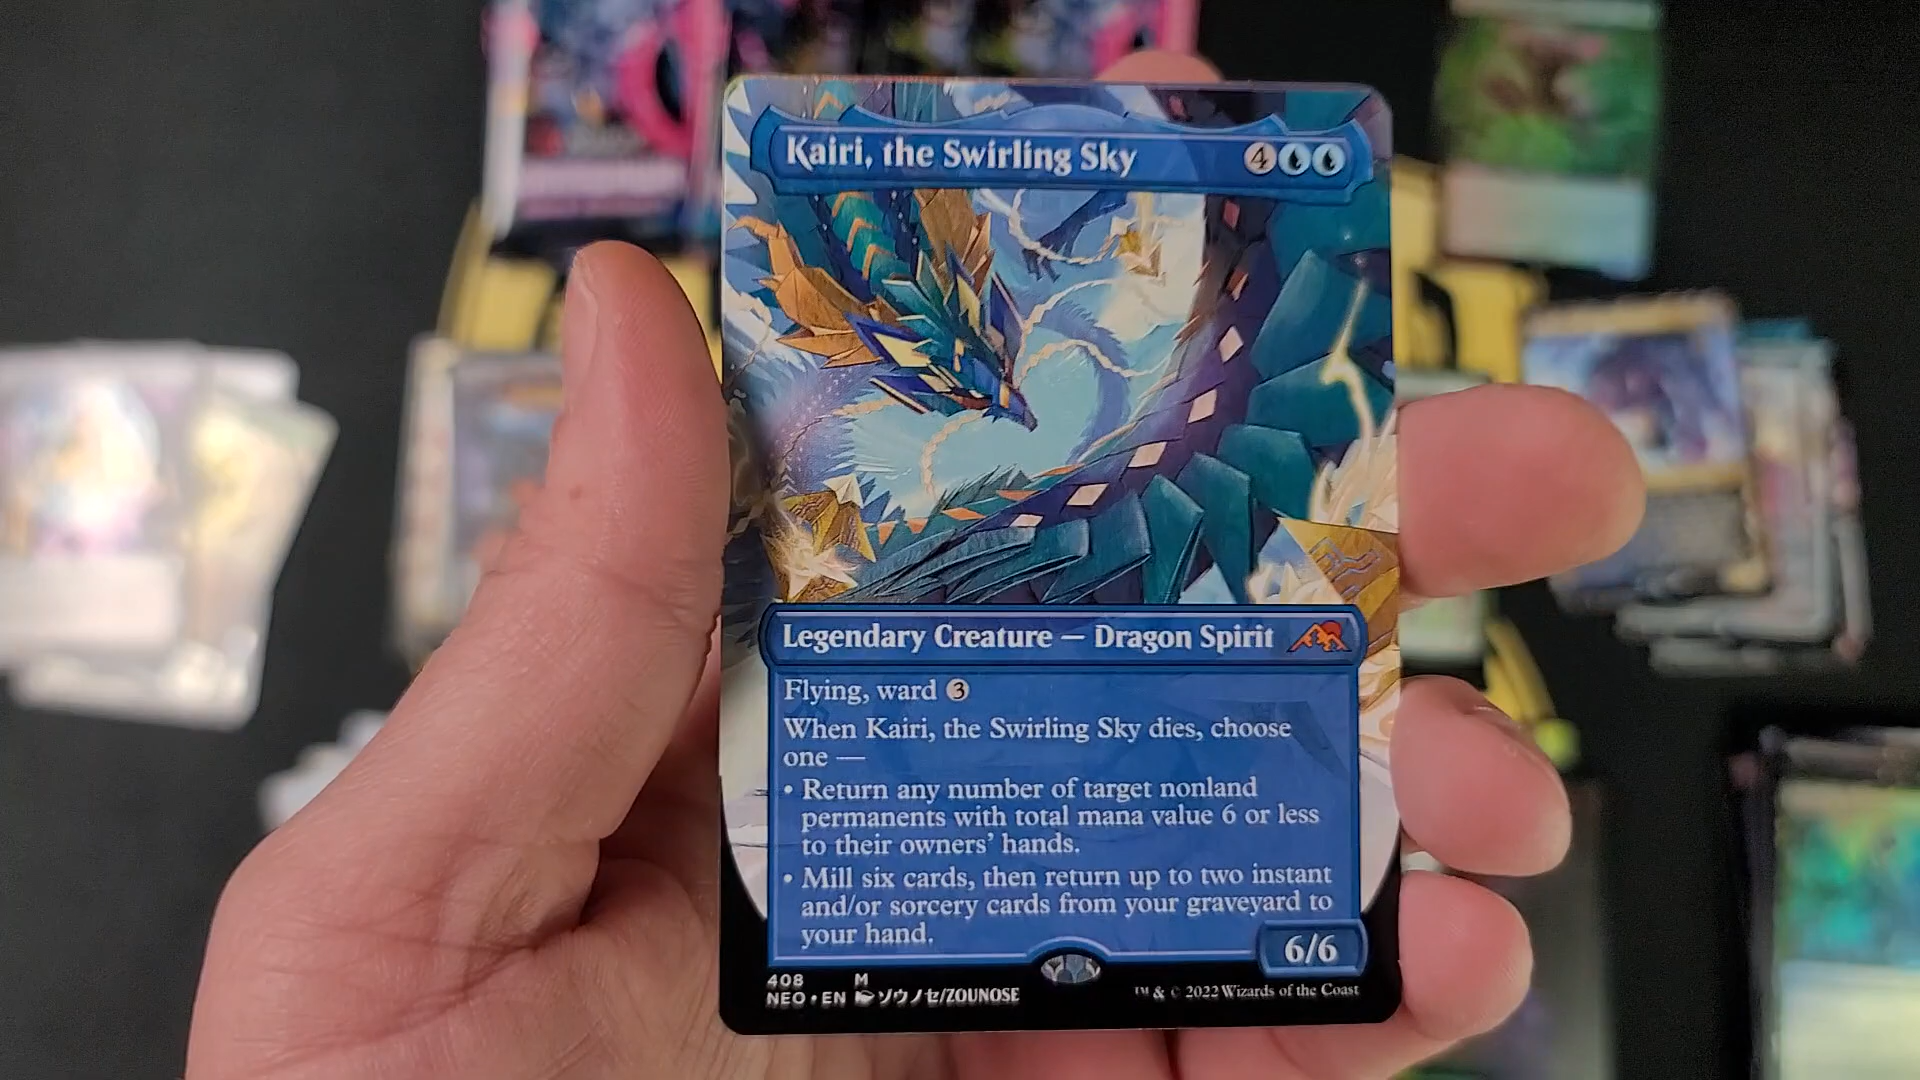 Kairi, the Swirling Sky 4
Legendary Creature — Dragon Spirit
Flying, ward 3
When Kairi, the Swirling Sky dies, choose
one —
• Return any number of target nonland
permanents with total mana value 6 or less
to their owners' hands.
• Mill six cards, then return up to two instant
and/or sorcery cards from your graveyard to
your hand.
6/6
408 M
NEO • EN ゾウノセ/ZOUNOSE
™ & © 2022 Wizards of the Coast